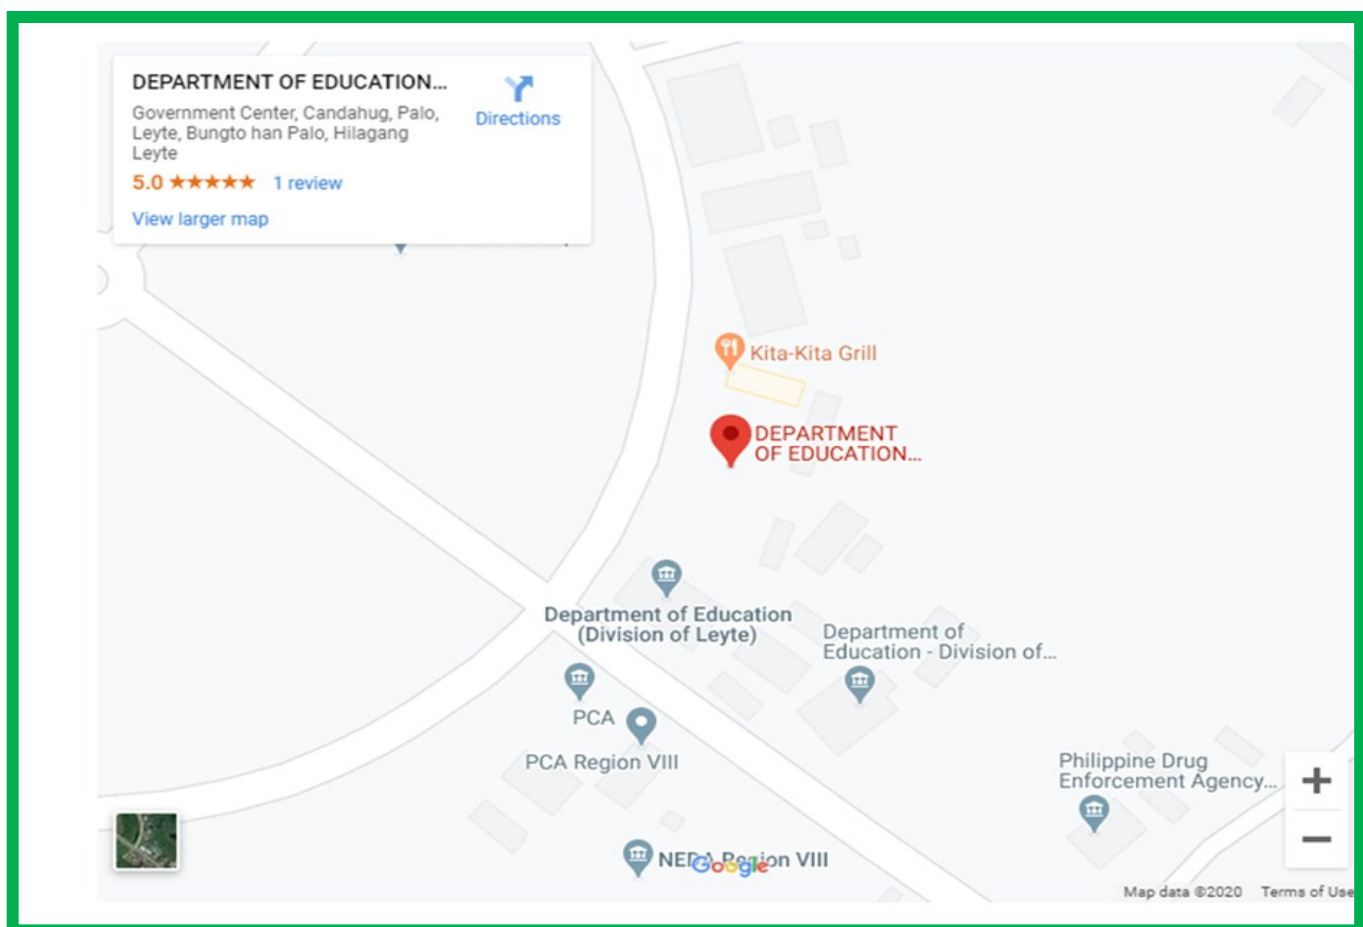 DEPARTMENT OF EDUCATION...
Government Center, Candahug, Palo,
Leyte, Bungto han Palo, Hilagang
Leyte
5.0 ★★★★★ 1 review
View larger map
Directions
Kita-Kita Grill
DEPARTMENT
OF EDUCATION...
Department of Education
(Division of Leyte)
Department of
Education - Division of...
PCA
PCA Region VIII
Philippine Drug
Enforcement Agency...
+
−
NEDA Region VIII
Google
Map data ©2020 Terms of Use